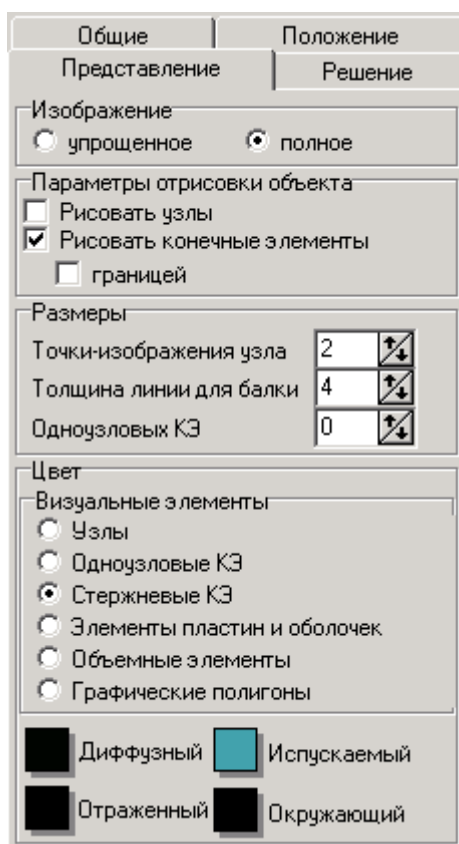 Общие Положение
Представление Решение
Изображение
упрощенное полное
Параметры отрисовки объекта
Рисовать узлы
Рисовать конечные элементы
границей
Размеры
Точки-изображения узла 2
Толщина линии для балки 4
Одноузловых КЭ 0
Цвет
Визуальные элементы
Узлы
Одноузловые КЭ
Стержневые КЭ
Элементы пластин и оболочек
Объемные элементы
Графические полигоны
Диффузный Испускаемый
Отраженный Окружающий